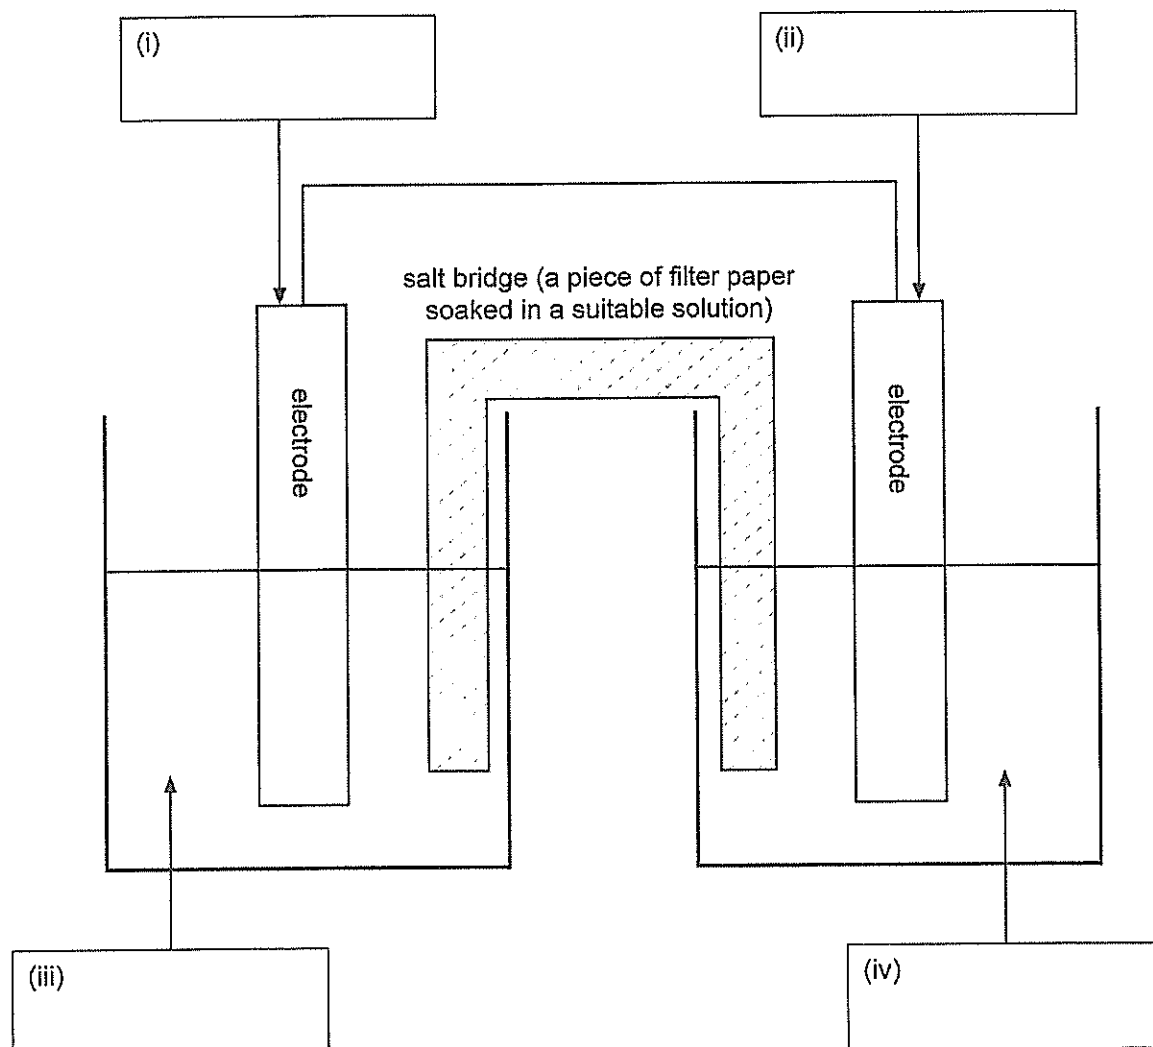 (i)
(ii)
salt bridge (a piece of filter paper
soaked in a suitable solution)
electrode
electrode
(iii)
(iv)